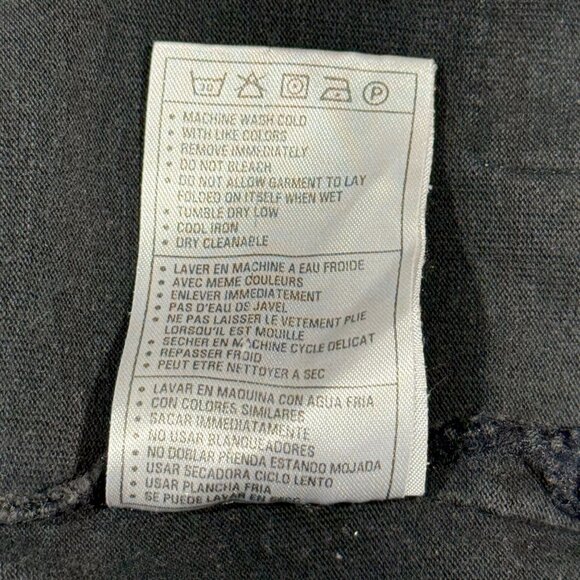 30 P
• MACHINE WASH COLD
• WITH LIKE COLORS
• REMOVE IMMEDIATELY
• DO NOT BLEACH
• DO NOT ALLOW GARMENT TO LAY
FOLDED ON ITSELF WHEN WET
• TUMBLE DRY LOW
• COOL IRON
• DRY CLEANABLE
• LAVER EN MACHINE A EAU FROIDE
• AVEC MEME COULEURS
• ENLEVER IMMEDIATEMENT
• PAS D'EAU DE JAVEL
• NE PAS LAISSER LE VETEMENT PLIE
LORSQU'IL EST MOUILLE
• SECHER EN MACHINE CYCLE DELICAT
• REPASSER FROID
• PEUT ETRE NETTOYER A SEC
• LAVAR EN MAQUINA CON AGUA FRIA
• CON COLORES SIMILARES
• SACAR IMMEDIATAMENTE
• NO USAR BLANQUEADORES
• NO DOBLAR PRENDA ESTANDO MOJADA
• USAR SECADORA CICLO LENTO
• USAR PLANCHA FRIA
• SE PUEDE LAVAR EN